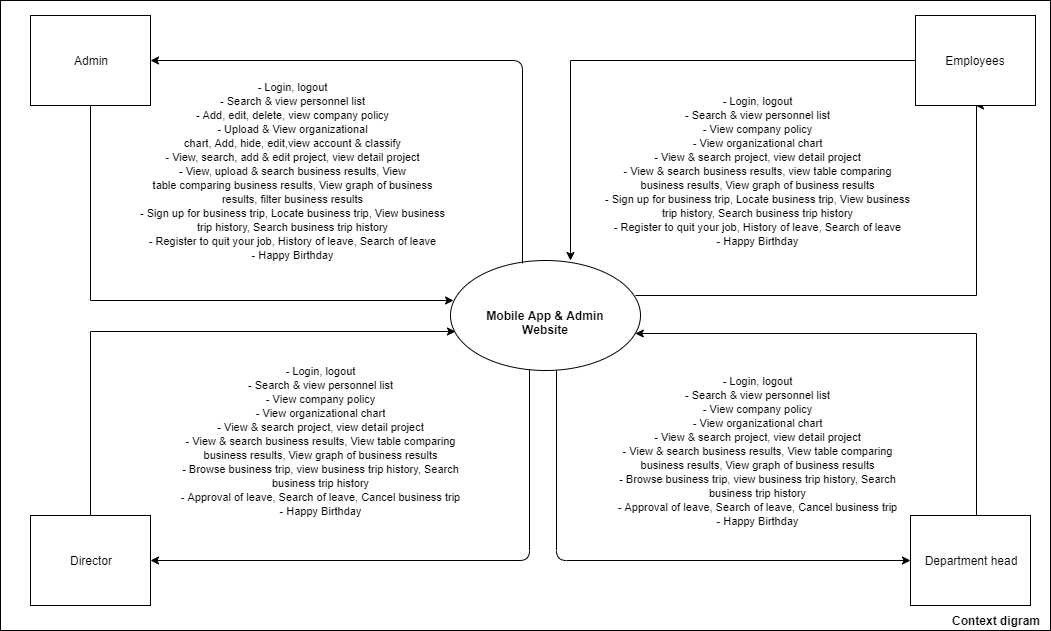 Admin
Employees
- Login, logout
- Search & view personnel list
- Add, edit, delete, view company policy
- Upload & View organizational
chart, Add, hide, edit,view account & classify
- View, search, add & edit project, view detail project
- View, upload & search business results, View
table comparing business results, View graph of business
results, filter business results
- Sign up for business trip, Locate business trip, View business
trip history, Search business trip history
- Register to quit your job, History of leave, Search of leave
- Happy Birthday
- Login, logout
- Search & view personnel list
- View company policy
- View organizational chart
- View & search project, view detail project
- View & search business results, view table comparing
business results, View graph of business results
- Sign up for business trip, Locate business trip, View business
trip history, Search business trip history
- Register to quit your job, History of leave, Search of leave
- Happy Birthday
Mobile App & Admin
Website
- Login, logout
- Search & view personnel list
- View company policy
- View organizational chart
- View & search project, view detail project
- View & search business results, View table comparing
business results, View graph of business results
- Browse business trip, view business trip history, Search
business trip history
- Approval of leave, Search of leave, Cancel business trip
- Happy Birthday
- Login, logout
- Search & view personnel list
- View company policy
- View organizational chart
- View & search project, view detail project
- View & search business results, View table comparing
business results, View graph of business results
- Browse business trip, view business trip history, Search
business trip history
- Approval of leave, Search of leave, Cancel business trip
- Happy Birthday
Director
Department head
Context digram